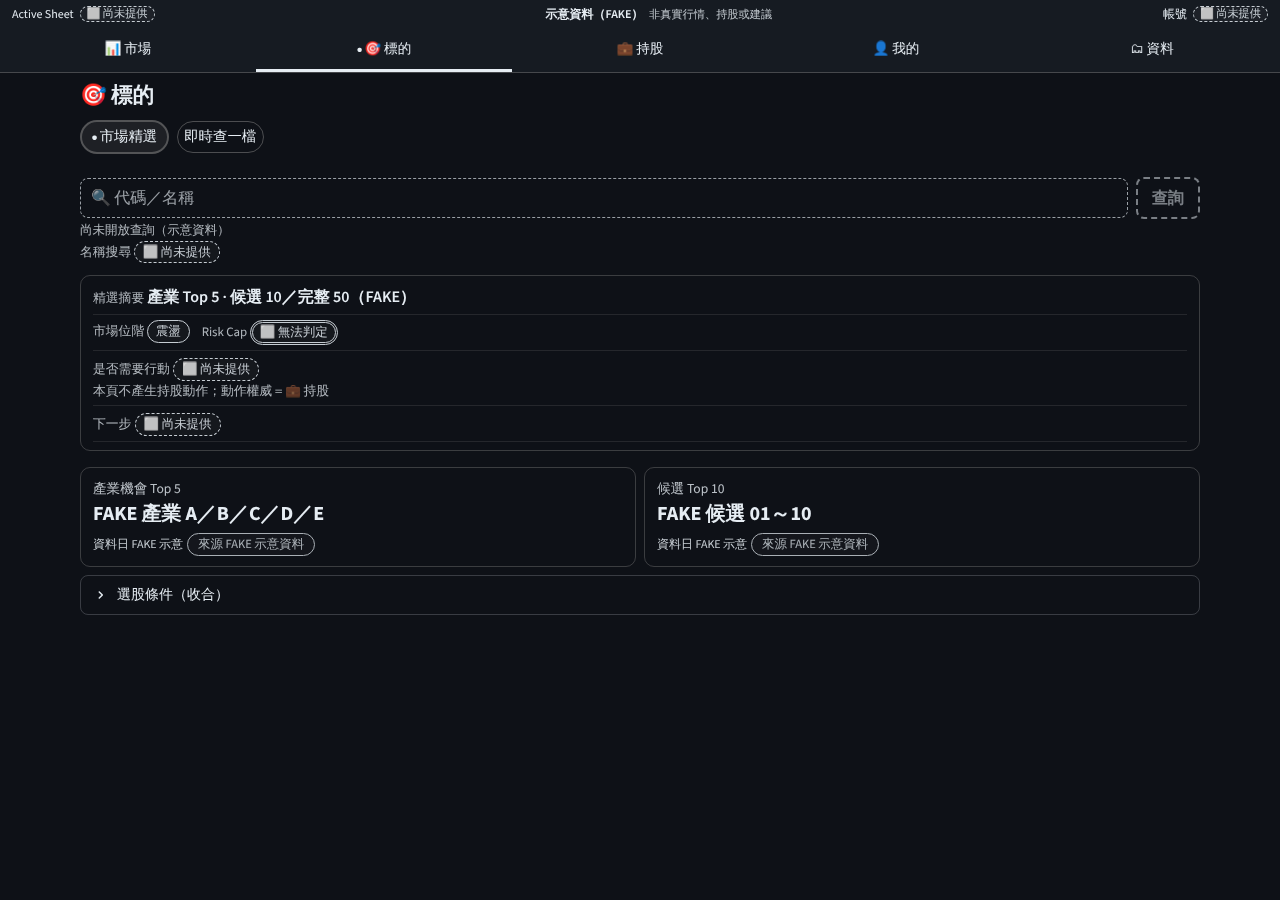 Active Sheet ⬜ 尚未提供 示意資料（FAKE） 非真實行情、持股或建議 帳號 ⬜ 尚未提供
📊 市場 • 🎯 標的 💼 持股 👤 我的 🗂 資料
🎯 標的
• 市場精選 即時查一檔
🔍 代碼／名稱 查詢
尚未開放查詢（示意資料）
名稱搜尋 ⬜ 尚未提供
精選摘要 產業 Top 5 · 候選 10／完整 50（FAKE）
市場位階 震盪 Risk Cap ⬜ 無法判定
是否需要行動 ⬜ 尚未提供
本頁不產生持股動作；動作權威＝💼 持股
下一步 ⬜ 尚未提供
產業機會 Top 5
FAKE 產業 A／B／C／D／E
資料日 FAKE 示意 來源 FAKE 示意資料
候選 Top 10
FAKE 候選 01～10
資料日 FAKE 示意 來源 FAKE 示意資料
› 選股條件（收合）